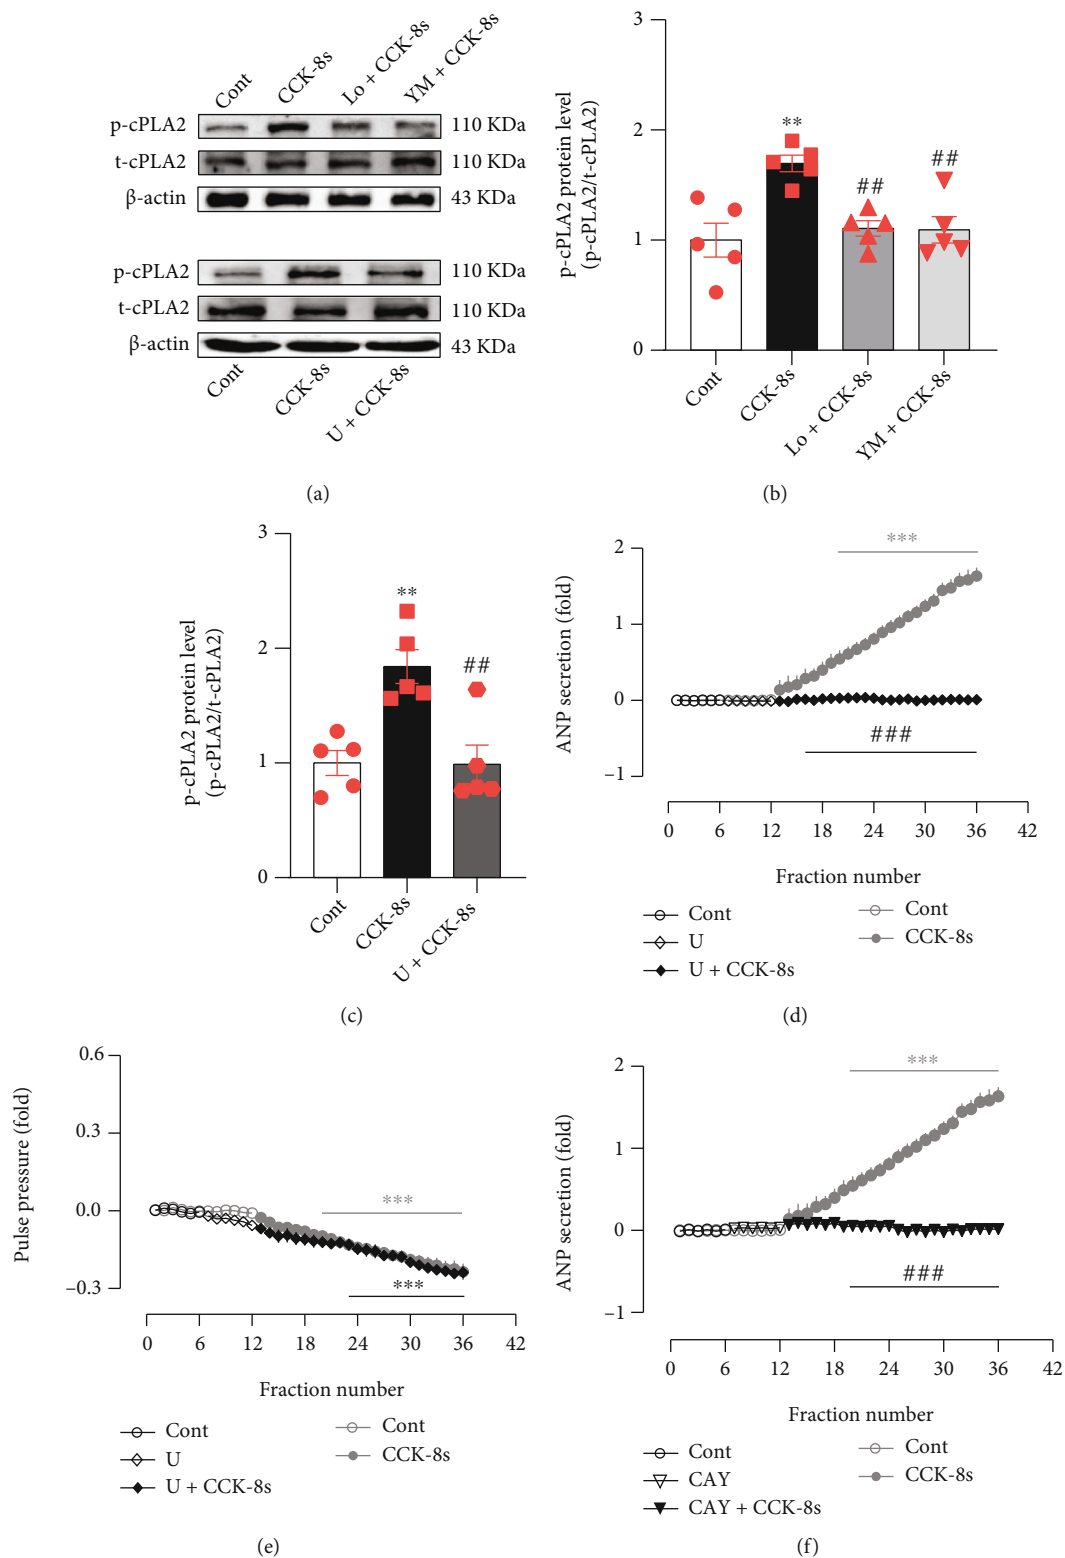 Cont
CCK-8s
Lo + CCK-8s
YM + CCK-8s
p-cPLA2
110 KDa
t-cPLA2
110 KDa
β-actin
43 KDa
p-cPLA2
110 KDa
t-cPLA2
110 KDa
β-actin
43 KDa
Cont
CCK-8s
U + CCK-8s
(a)
p-cPLA2 protein level
(p-cPLA2/t-cPLA2)
3
2
1
0
**
##
##
Cont
CCK-8s
Lo + CCK-8s
YM + CCK-8s
(b)
p-cPLA2 protein level
(p-cPLA2/t-cPLA2)
3
2
1
0
**
##
Cont
CCK-8s
U + CCK-8s
(c)
ANP secretion (fold)
2
1
0
−1
***
###
0 6 12 18 24 30 36 42
Fraction number
Cont
U
U + CCK-8s
Cont
CCK-8s
(d)
Pulse pressure (fold)
0.6
0.3
0.0
−0.3
***
***
0 6 12 18 24 30 36 42
Fraction number
Cont
U
U + CCK-8s
Cont
CCK-8s
(e)
ANP secretion (fold)
2
1
0
−1
***
###
0 6 12 18 24 30 36 42
Fraction number
Cont
CAY
CAY + CCK-8s
Cont
CCK-8s
(f)